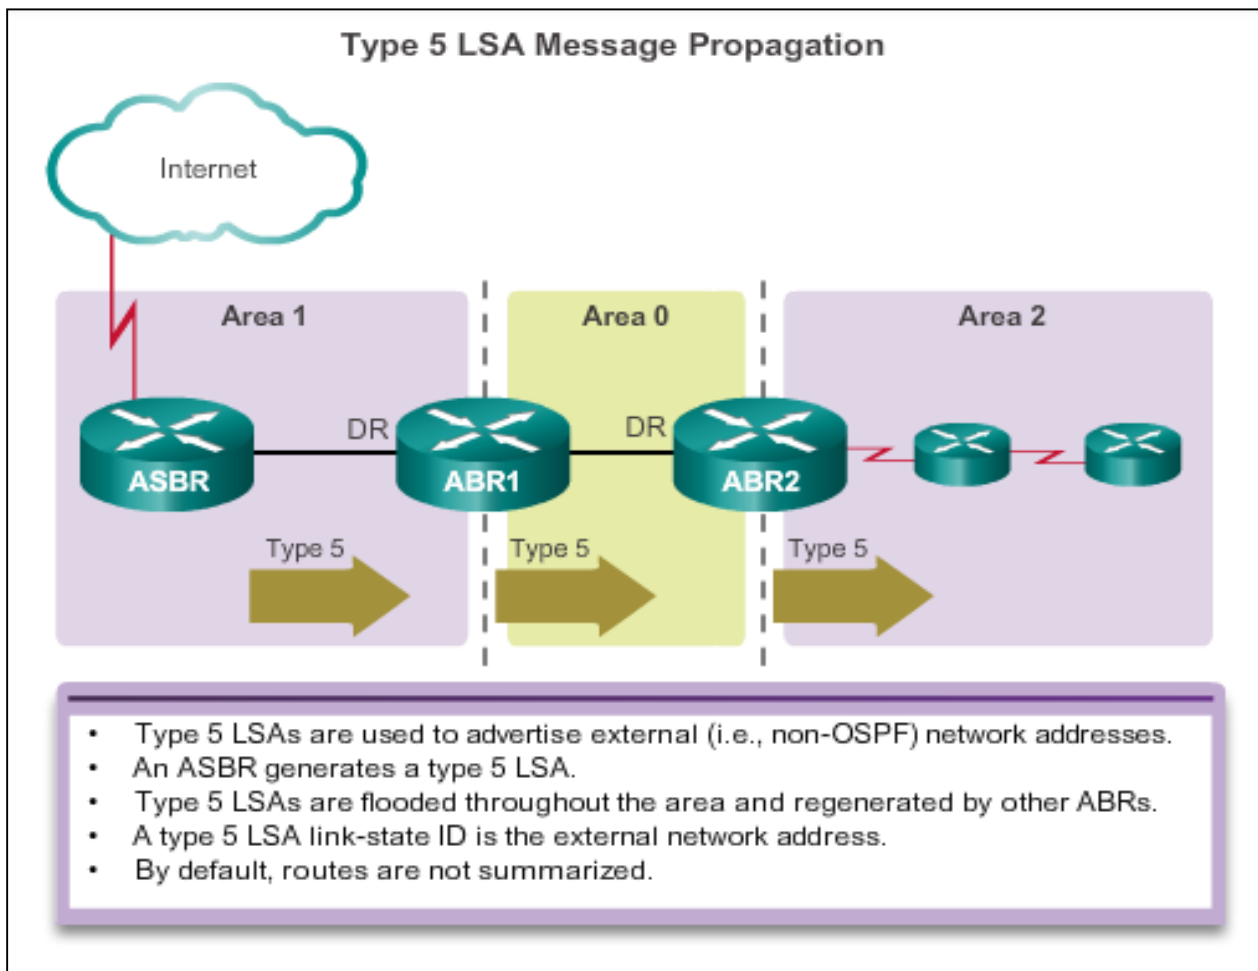 Type 5 LSA Message Propagation
Internet
Area 1
Area 0
Area 2
DR
DR
ASBR
ABR1
ABR2
Type 5
Type 5
Type 5
• Type 5 LSAs are used to advertise external (i.e., non-OSPF) network addresses.
• An ASBR generates a type 5 LSA.
• Type 5 LSAs are flooded throughout the area and regenerated by other ABRs.
• A type 5 LSA link-state ID is the external network address.
• By default, routes are not summarized.